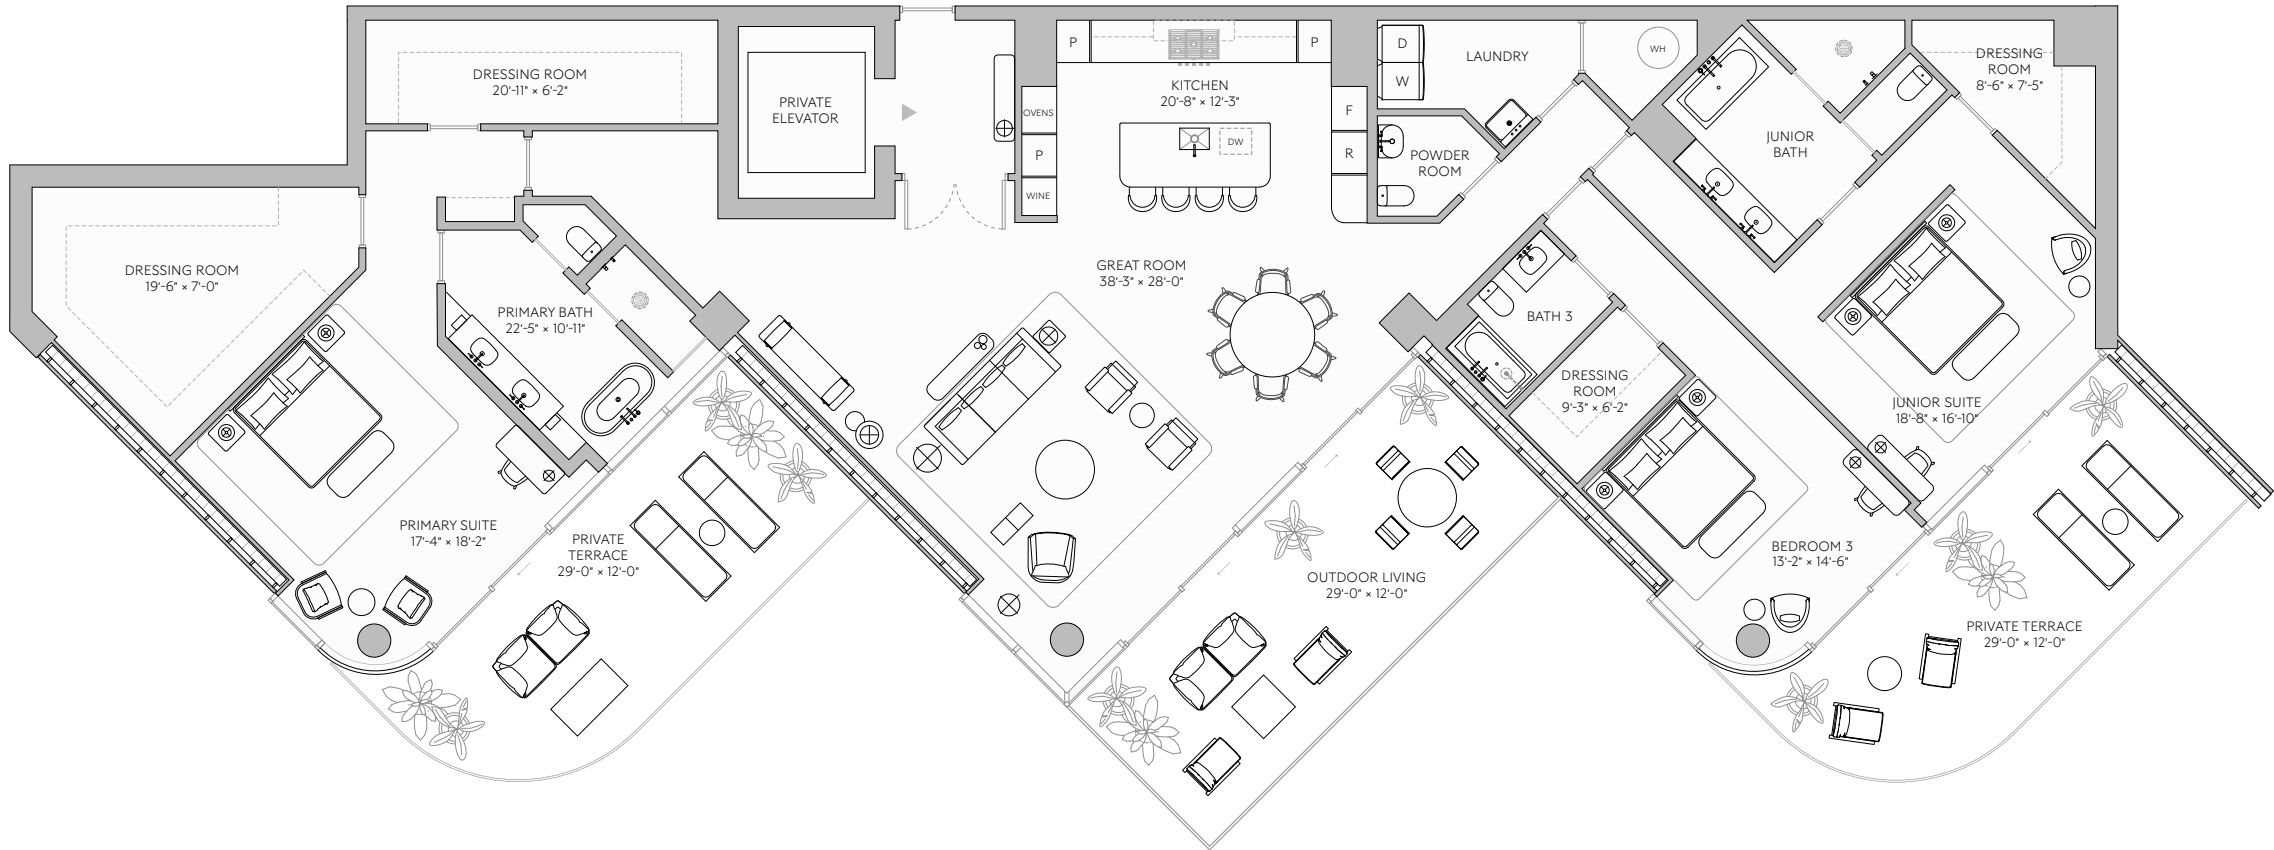 DRESSING ROOM
20'-11" × 6'-2"
PRIVATE
ELEVATOR
P
P
KITCHEN
20'-8" × 12'-3"
OVENS
P
WINE
DW
F
R
D
W
LAUNDRY
WH
POWDER
ROOM
JUNIOR
BATH
DRESSING
ROOM
8'-6" × 7'-5"
DRESSING ROOM
19'-6" × 7'-0"
PRIMARY BATH
22'-5" × 10'-11"
GREAT ROOM
38'-3" × 28'-0"
BATH 3
DRESSING
ROOM
9'-3" × 6'-2"
JUNIOR SUITE
18'-8" × 16'-10"
PRIMARY SUITE
17'-4" × 18'-2"
PRIVATE
TERRACE
29'-0" × 12'-0"
OUTDOOR LIVING
29'-0" × 12'-0"
BEDROOM 3
13'-2" × 14'-6"
PRIVATE TERRACE
29'-0" × 12'-0"